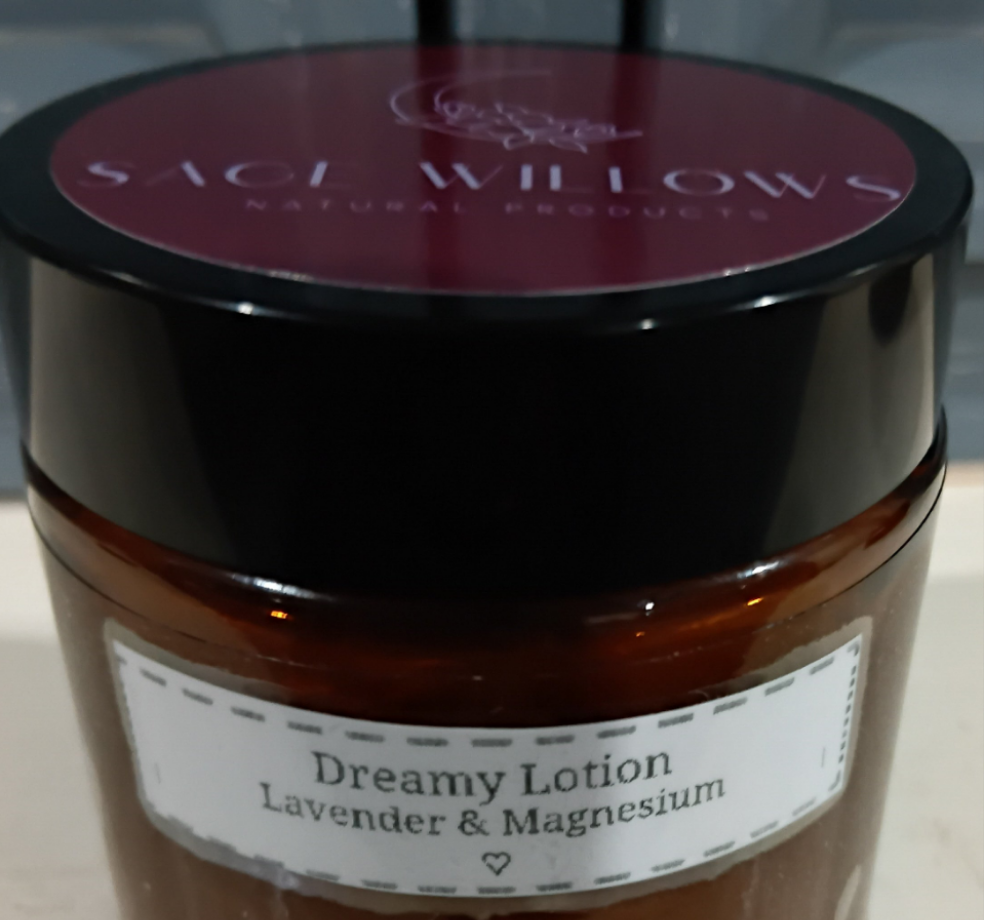 SAGE WILLOWS
NATURAL PRODUCTS
Dreamy Lotion
Lavender & Magnesium